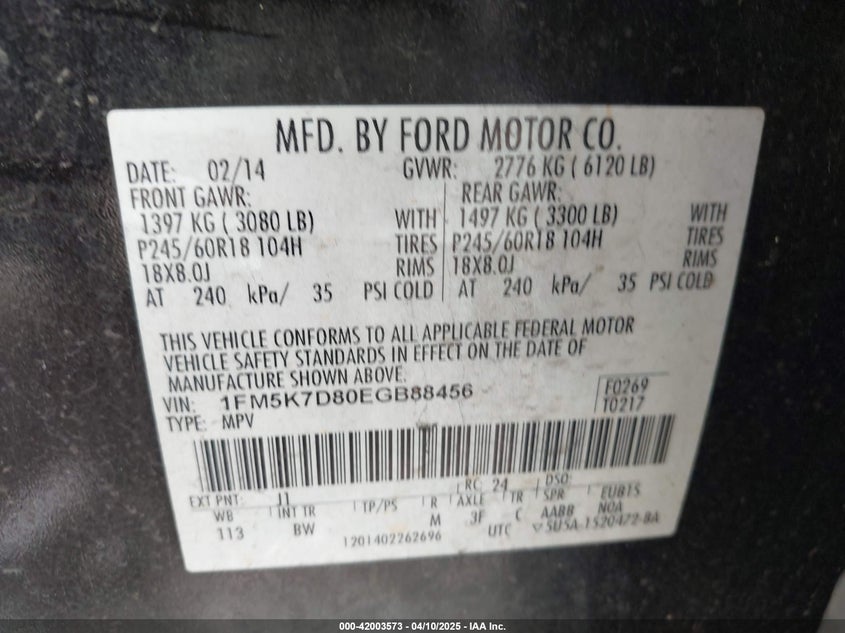 MFD. BY FORD MOTOR CO.
DATE: 02/14 GVWR: 2776 KG ( 6120 LB)
FRONT GAWR: REAR GAWR:
1397 KG ( 3080 LB) WITH 1497 KG ( 3300 LB) WITH
P245/60R18 104H TIRES P245/60R18 104H TIRES
18X8.0J RIMS 18X8.0J RIMS
AT 240 kPa/ 35 PSI COLD AT 240 kPa/ 35 PSI COLD
THIS VEHICLE CONFORMS TO ALL APPLICABLE FEDERAL MOTOR
VEHICLE SAFETY STANDARDS IN EFFECT ON THE DATE OF
MANUFACTURE SHOWN ABOVE.
VIN: 1FM5K7D80EGB88456 F0269
TYPE: MPV T0217
RC: 24 DSO:
EXT PNT: J1
WB INT TR TP/PS R AXLE TR SPR EUB15
113 BW M 3F C AABB NOA
1201402262696 UTC ▽5U5A-1520472-BA
000-42003573 - 04/10/2025 - IAA Inc.